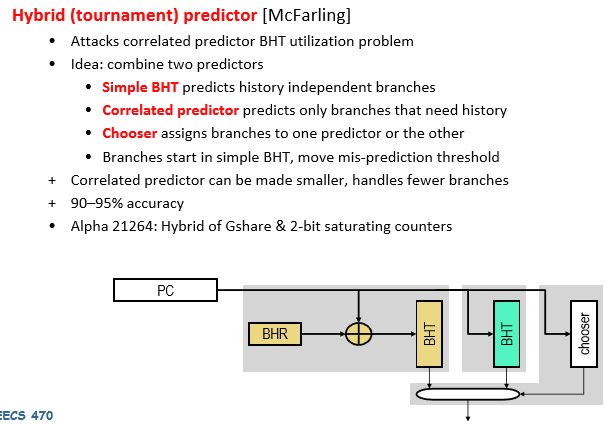 Hybrid (tournament) predictor [McFarling]
• Attacks correlated predictor BHT utilization problem
• Idea: combine two predictors
• Simple BHT predicts history independent branches
• Correlated predictor predicts only branches that need history
• Chooser assigns branches to one predictor or the other
• Branches start in simple BHT, move mis-prediction threshold
+ Correlated predictor can be made smaller, handles fewer branches
+ 90–95% accuracy
• Alpha 21264: Hybrid of Gshare & 2-bit saturating counters
PC
BHR
BHT
BHT
chooser
EECS 470